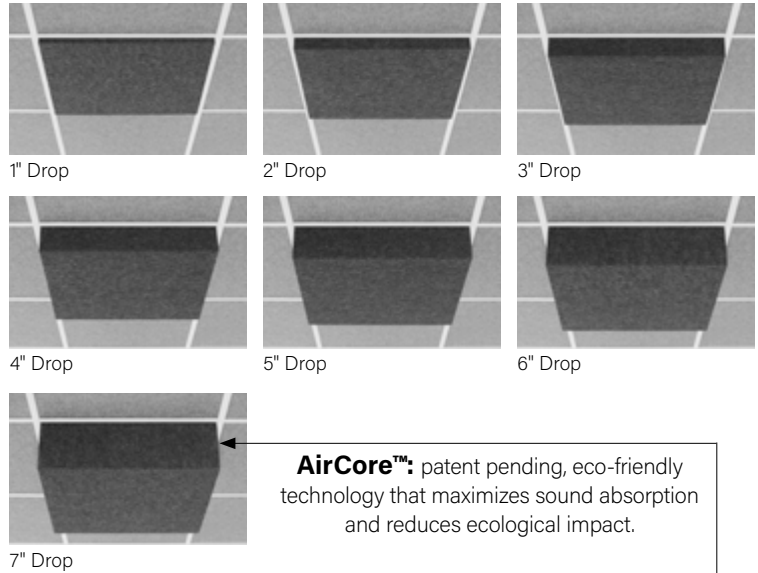 1" Drop
2" Drop
3" Drop
4" Drop
5" Drop
6" Drop
7" Drop
AirCore™: patent pending, eco-friendly
technology that maximizes sound absorption
and reduces ecological impact.